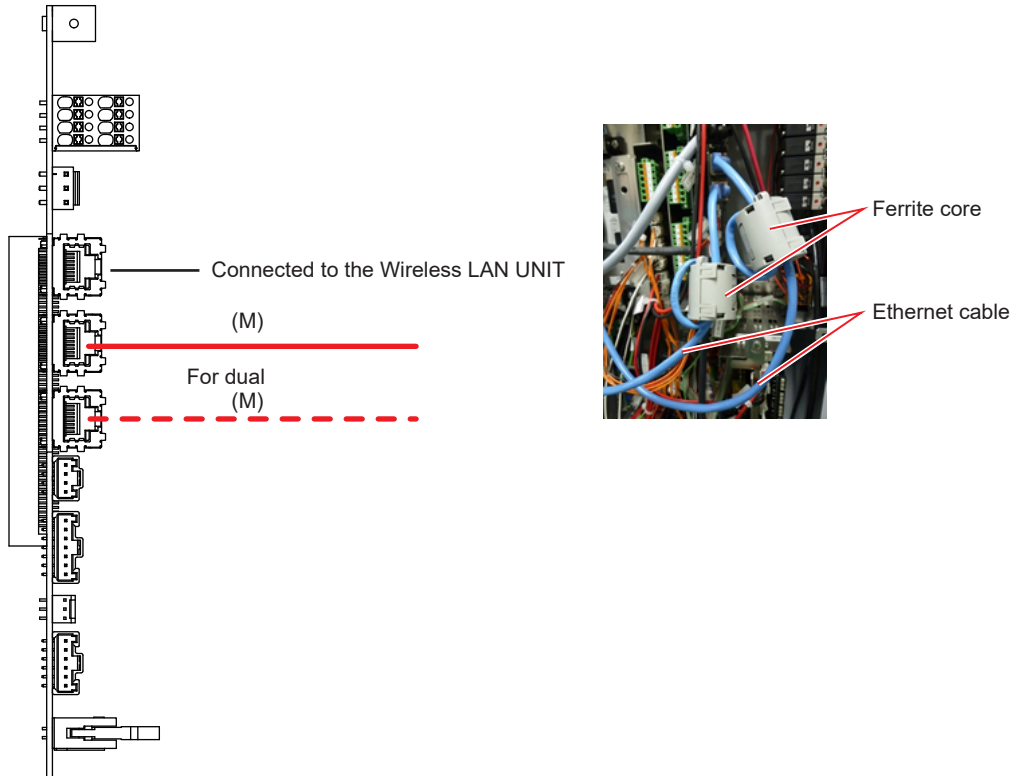 Connected to the Wireless LAN UNIT
(M)
For dual
(M)
Ferrite core
Ethernet cable